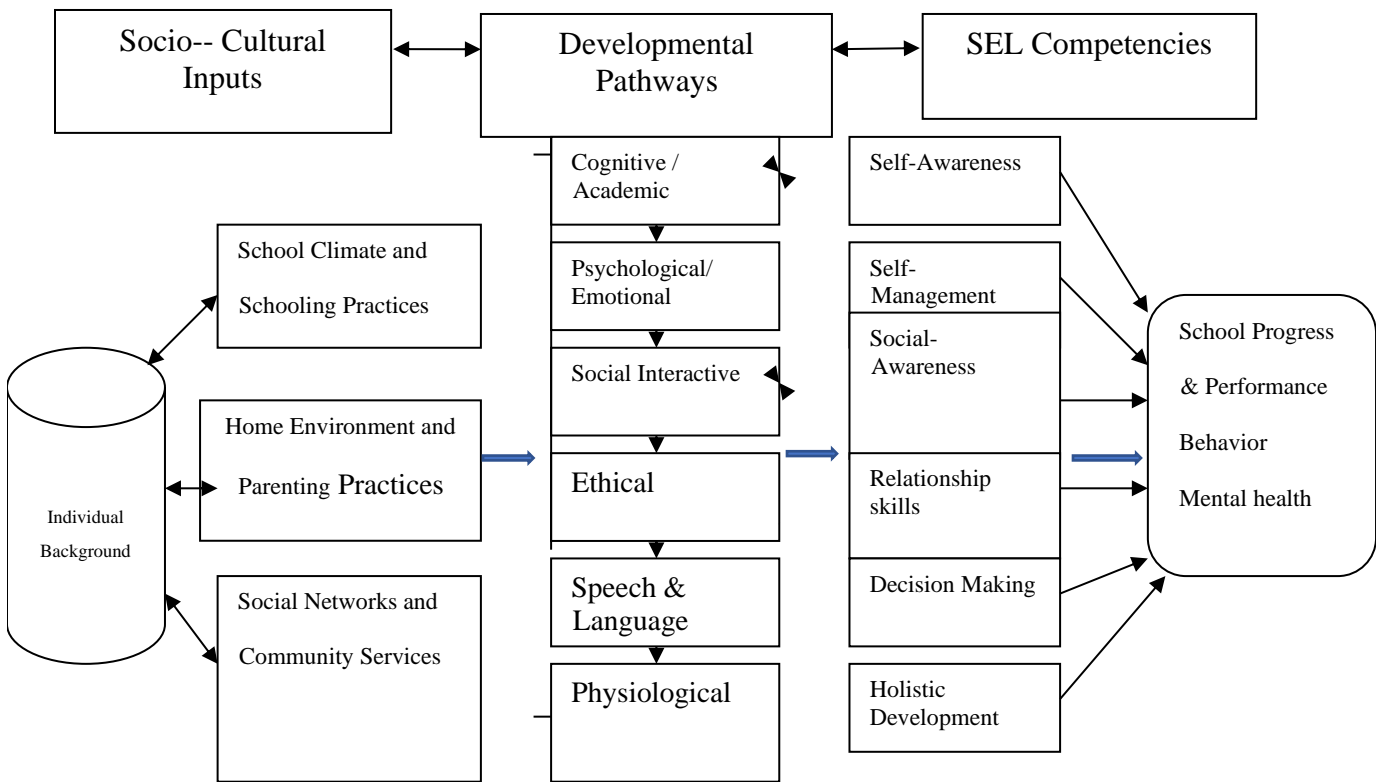 Socio-- Cultural
Inputs
Developmental
Pathways
SEL Competencies
Individual
Background
School Climate and
Schooling Practices
Home Environment and
Parenting Practices
Social Networks and
Community Services
Cognitive /
Academic
Psychological/
Emotional
Social Interactive
Ethical
Speech &
Language
Physiological
Self-Awareness
Self-
Management
Social-
Awareness
Relationship
skills
Decision Making
Holistic
Development
School Progress
& Performance
Behavior
Mental health